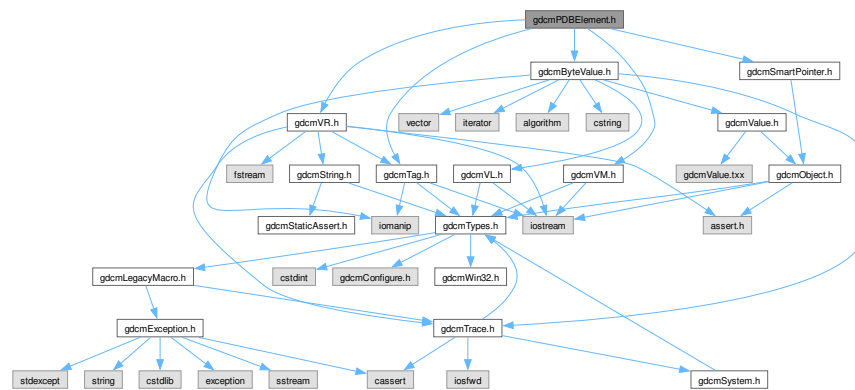 gdcmPDBElement.h
gdcmByteValue.h
gdcmSmartPointer.h
gdcmVR.h
vector
iterator
algorithm
cstring
gdcmValue.h
fstream
gdcmString.h
gdcmTag.h
gdcmVL.h
gdcmVM.h
gdcmValue.txx
gdcmObject.h
gdcmStaticAssert.h
iomanip
gdcmTypes.h
iostream
assert.h
gdcmLegacyMacro.h
cstdint
gdcmConfigure.h
gdcmWin32.h
gdcmException.h
gdcmTrace.h
stdexcept
string
cstdlib
exception
sstream
cassert
iosfwd
gdcmSystem.h